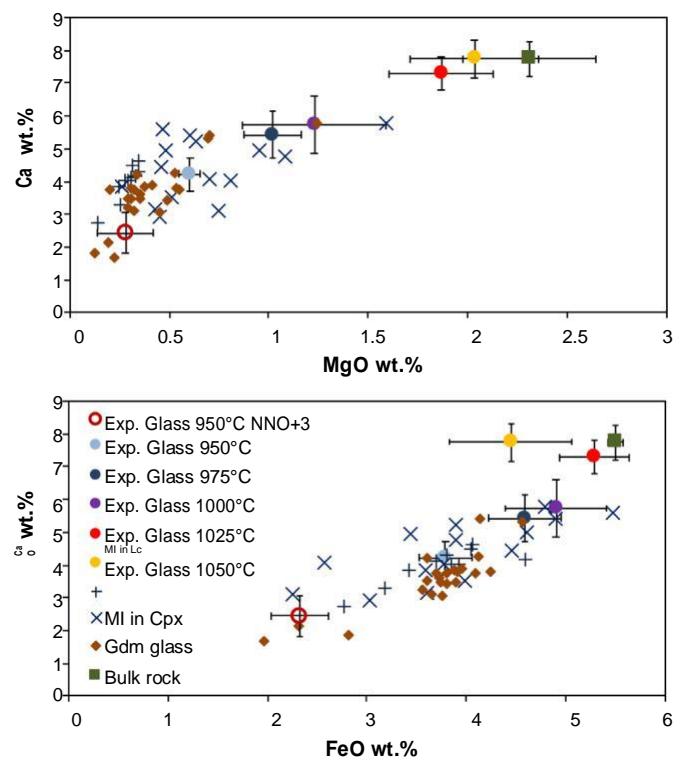 9
8
7
6
5
4
3
2
1
0
Ca wt.%
0 0.5 1 1.5 2 2.5 3
MgO wt.%
9
8
7
6
5
4
3
2
1
0
Ca
O wt.%
Exp. Glass 950°C NNO+3
Exp. Glass 950°C
Exp. Glass 975°C
Exp. Glass 1000°C
Exp. Glass 1025°C
MI in Lc
Exp. Glass 1050°C
MI in Cpx
Gdm glass
Bulk rock
0 1 2 3 4 5 6
FeO wt.%